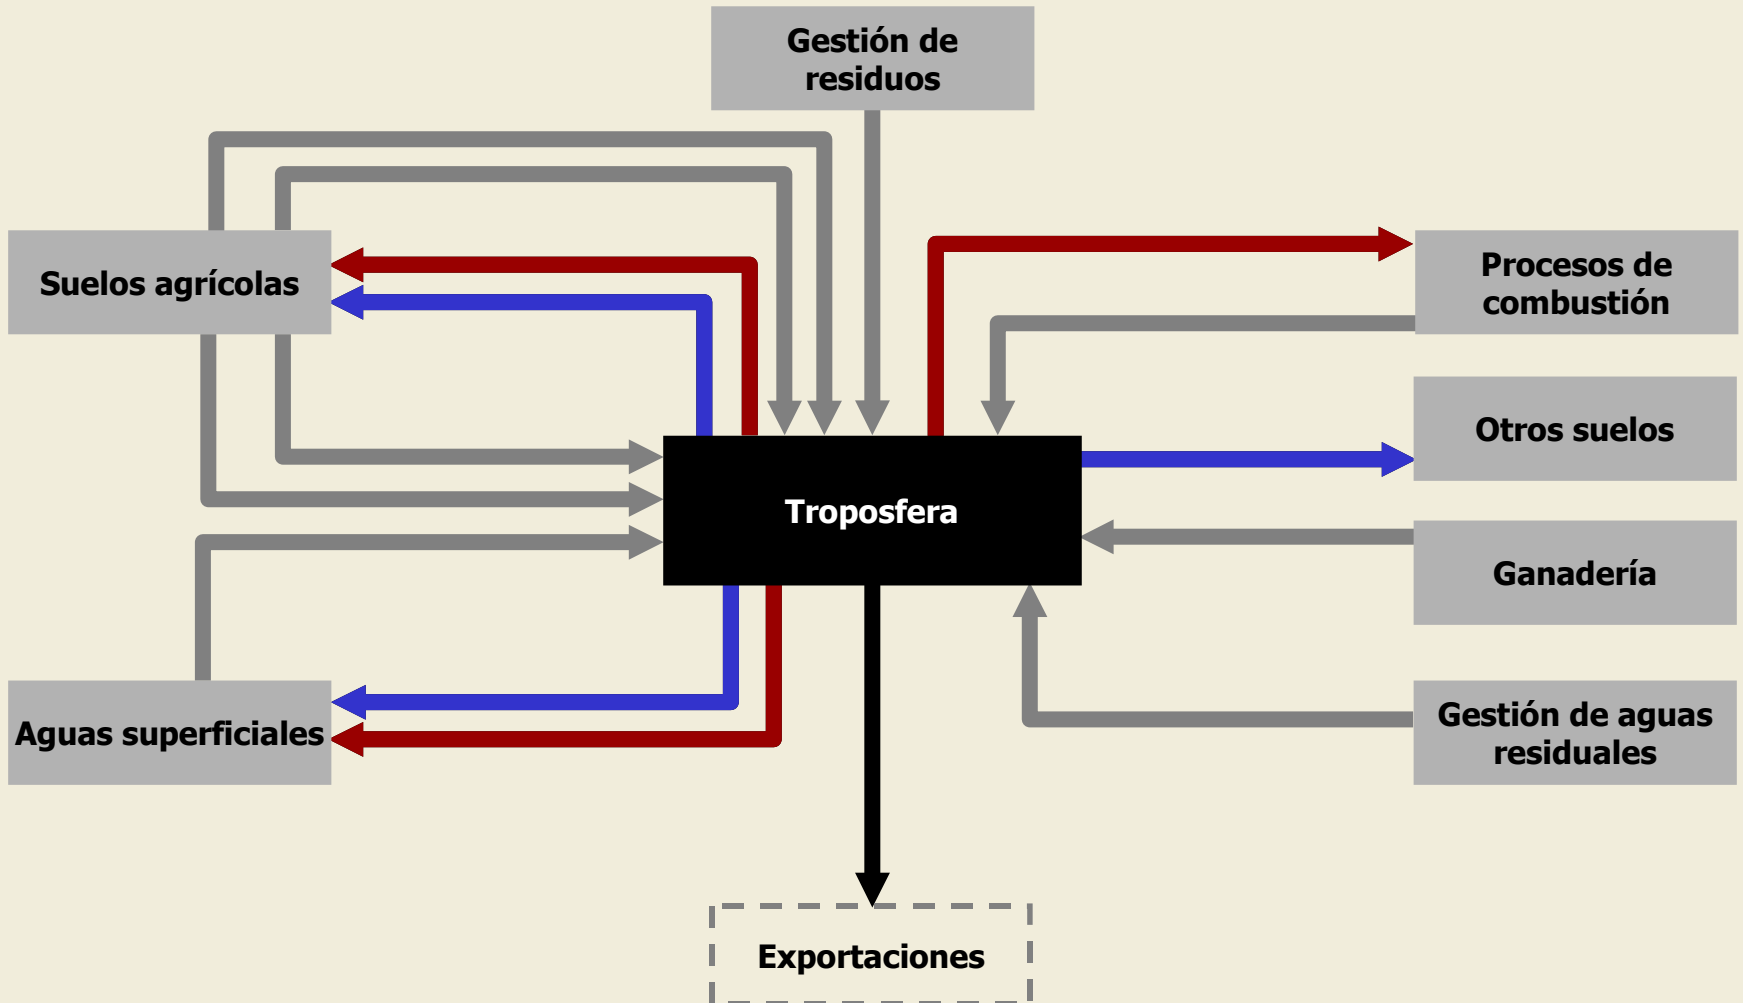 Gestión de
residuos
Suelos agrícolas
Procesos de
combustión
Otros suelos
Troposfera
Ganadería
Aguas superficiales
Gestión de aguas
residuales
Exportaciones